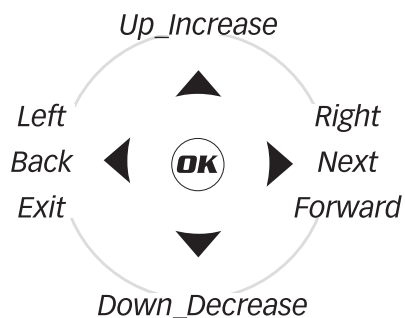 Up_Increase
Left
Back
Exit
OK
Right
Next
Forward
Down_Decrease